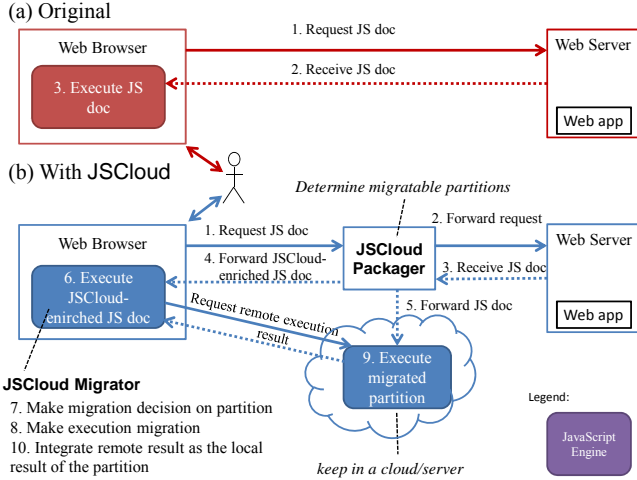 (a) Original
Web Browser
1. Request JS doc
Web Server
2. Receive JS doc
3. Execute JS
doc
Web app
(b) With JSCloud
Determine migratable partitions
Web Browser
1. Request JS doc
JSCloud
Packager
2. Forward request
Web Server
4. Forward JSCloud-
enriched JS doc
3. Receive JS doc
6. Execute
JSCloud-
enirched JS doc
5. Forward JS doc
Web app
Request remote execution
result
9. Execute
migrated
partition
JSCloud Migrator
7. Make migration decision on partition
8. Make execution migration
10. Integrate remote result as the local
result of the partition
keep in a cloud/server
Legend:
JavaScript
Engine